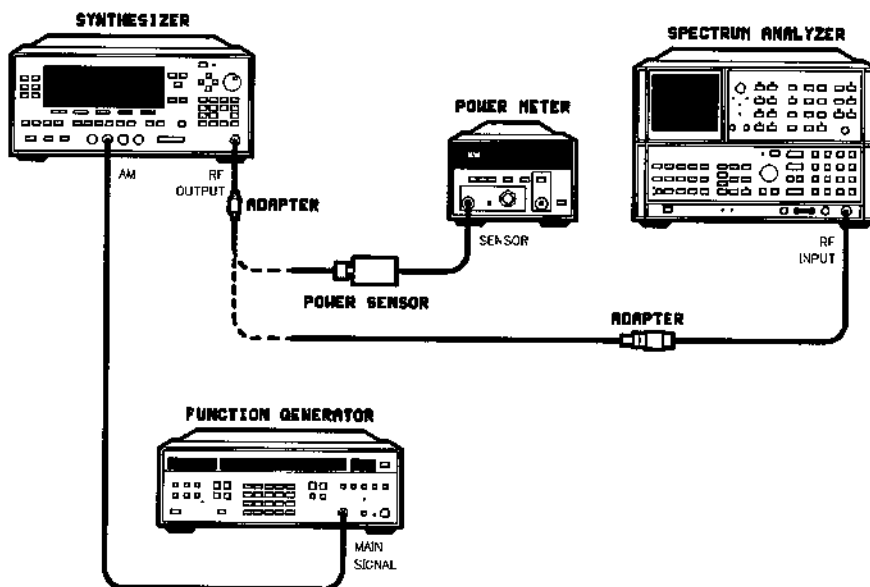 SYNTHESIZER
SPECTRUM ANALYZER
POWER METER
AM
RF
OUTPUT
ADAPTER
SENSOR
RF
INPUT
POWER SENSOR
ADAPTER
FUNCTION GENERATOR
MAIN
SIGNAL